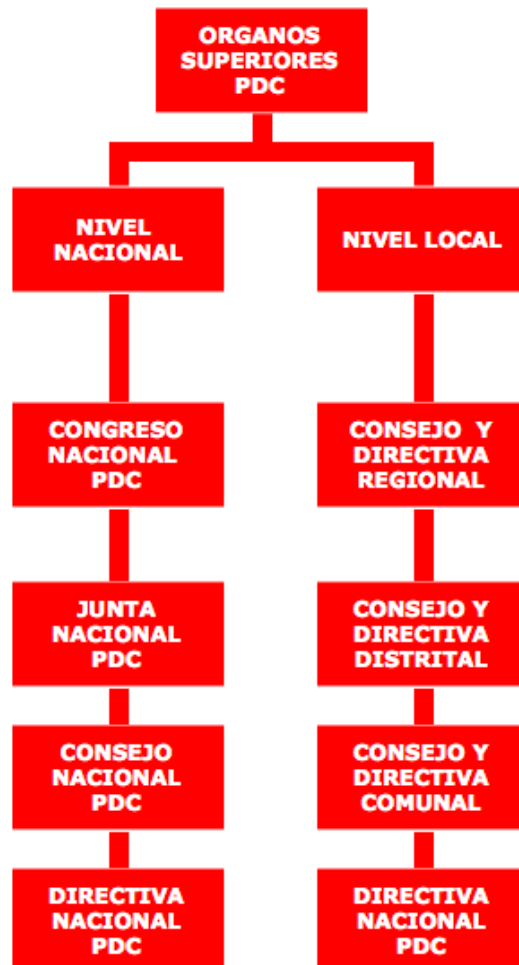 ORGANOS
SUPERIORES
PDC
NIVEL
NACIONAL
NIVEL LOCAL
CONGRESO
NACIONAL
PDC
CONSEJO Y
DIRECTIVA
REGIONAL
JUNTA
NACIONAL
PDC
CONSEJO Y
DIRECTIVA
DISTRITAL
CONSEJO
NACIONAL
PDC
CONSEJO Y
DIRECTIVA
COMUNAL
DIRECTIVA
NACIONAL
PDC
DIRECTIVA
NACIONAL
PDC